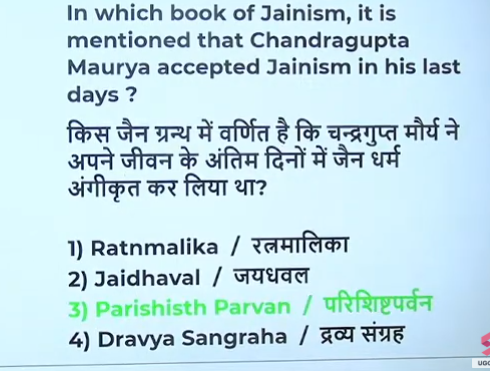 In which book of Jainism, it is
mentioned that Chandragupta
Maurya accepted Jainism in his last
days ?
किस जैन ग्रन्थ में वर्णित है कि चन्द्रगुप्त मौर्य ने
अपने जीवन के अंतिम दिनों में जैन धर्म
अंगीकृत कर लिया था?
1) Ratnmalika / रत्नमालिका
2) Jaidhaval / जयधवल
3) Parishisth Parvan / परिशिष्टपर्वन
4) Dravya Sangraha / द्रव्य संग्रह